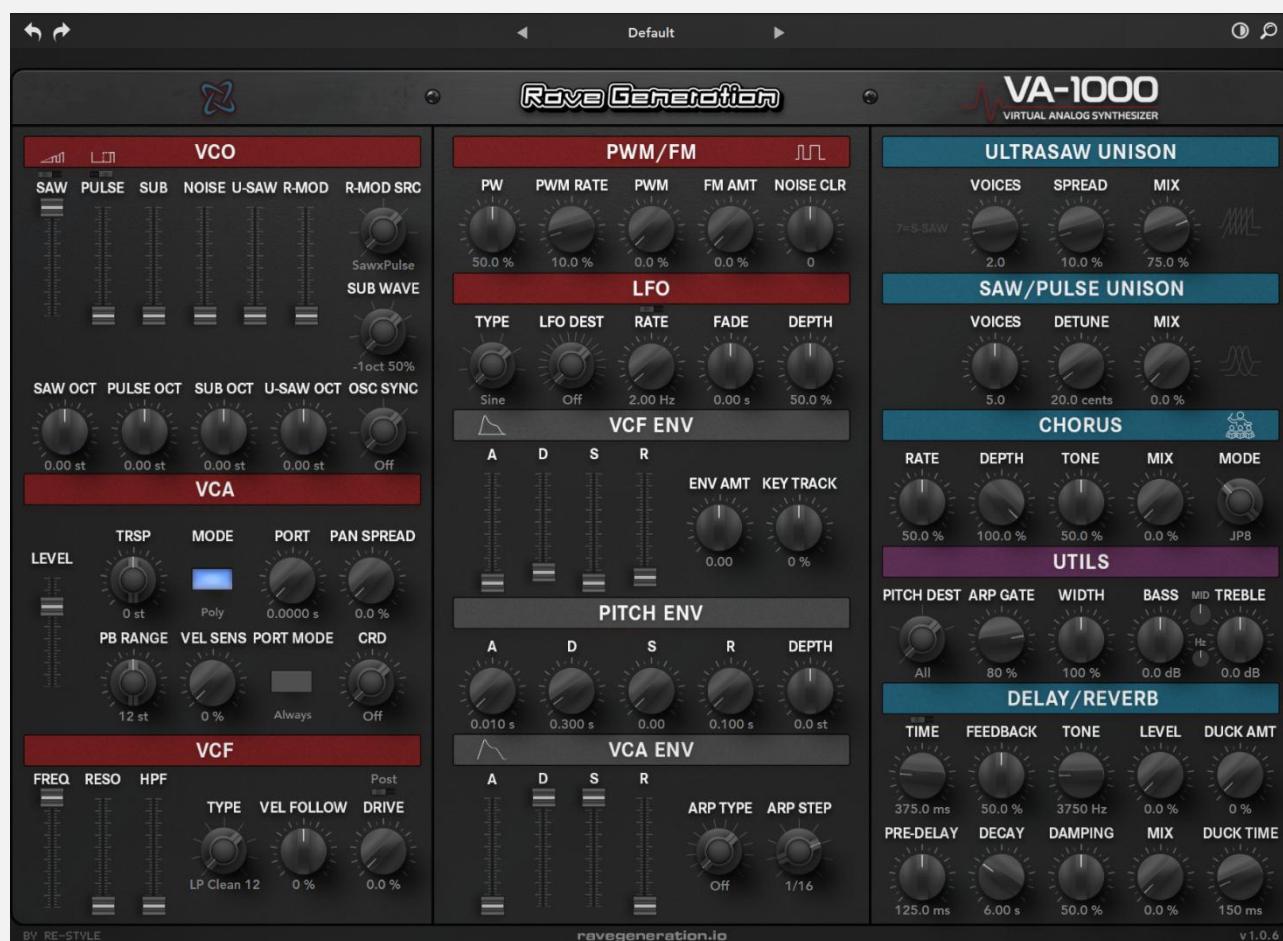 Default
Rave Generation
VA-1000
VIRTUAL ANALOG SYNTHESIZER
VCO
SAW PULSE SUB NOISE U-SAW R-MOD R-MOD SRC
SawxPulse
SUB WAVE
-1oct 50%
SAW OCT PULSE OCT SUB OCT U-SAW OCT OSC SYNC
0.00 st 0.00 st 0.00 st 0.00 st Off
VCA
LEVEL
TRSP MODE PORT PAN SPREAD
0 st Poly 0.0000 s 0.0 %
PB RANGE VEL SENS PORT MODE CRD
12 st 0 % Always Off
VCF
FREQ RESO HPF
Post
TYPE VEL FOLLOW DRIVE
LP Clean 12 0 % 0.0 %
PWM/FM
PW PWM RATE PWM FM AMT NOISE CLR
50.0 % 10.0 % 0.0 % 0.0 % 0
LFO
TYPE LFO DEST RATE FADE DEPTH
Sine Off 2.00 Hz 0.00 s 50.0 %
VCF ENV
A D S R
ENV AMT KEY TRACK
0.00 0 %
PITCH ENV
A D S R DEPTH
0.010 s 0.300 s 0.00 0.100 s 0.0 st
VCA ENV
A D S R
ARP TYPE ARP STEP
Off 1/16
ULTRASAW UNISON
VOICES SPREAD MIX
7=S-SAW
2.0 10.0 % 75.0 %
SAW/PULSE UNISON
VOICES DETUNE MIX
5.0 20.0 cents 0.0 %
CHORUS
RATE DEPTH TONE MIX MODE
50.0 % 100.0 % 50.0 % 0.0 % JP8
UTILS
PITCH DEST ARP GATE WIDTH BASS MID TREBLE
Hz
All 80 % 100 % 0.0 dB 0.0 dB
DELAY/REVERB
TIME FEEDBACK TONE LEVEL DUCK AMT
375.0 ms 50.0 % 3750 Hz 0.0 % 0 %
PRE-DELAY DECAY DAMPING MIX DUCK TIME
125.0 ms 6.00 s 50.0 % 0.0 % 150 ms
BY RE-STYLE
ravegeneration.io
v1.0.6